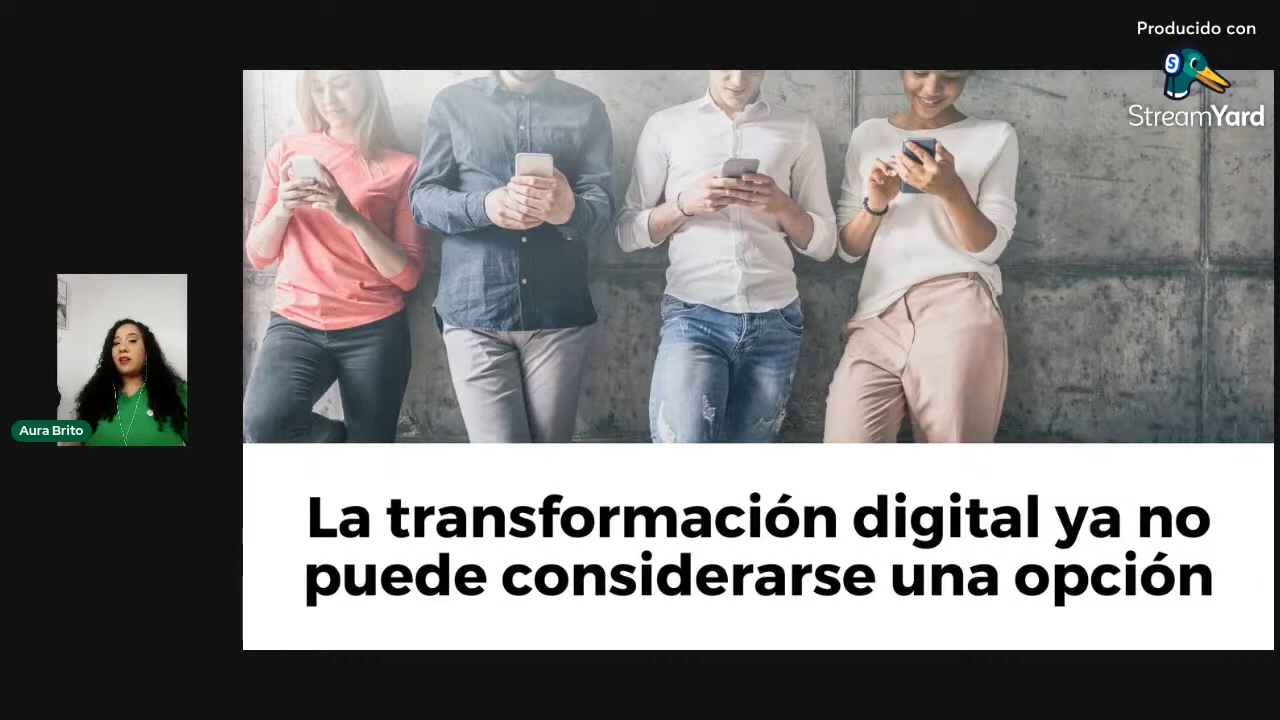 Producido con
S
StreamYard
Aura Brito
La transformación digital ya no
puede considerarse una opción